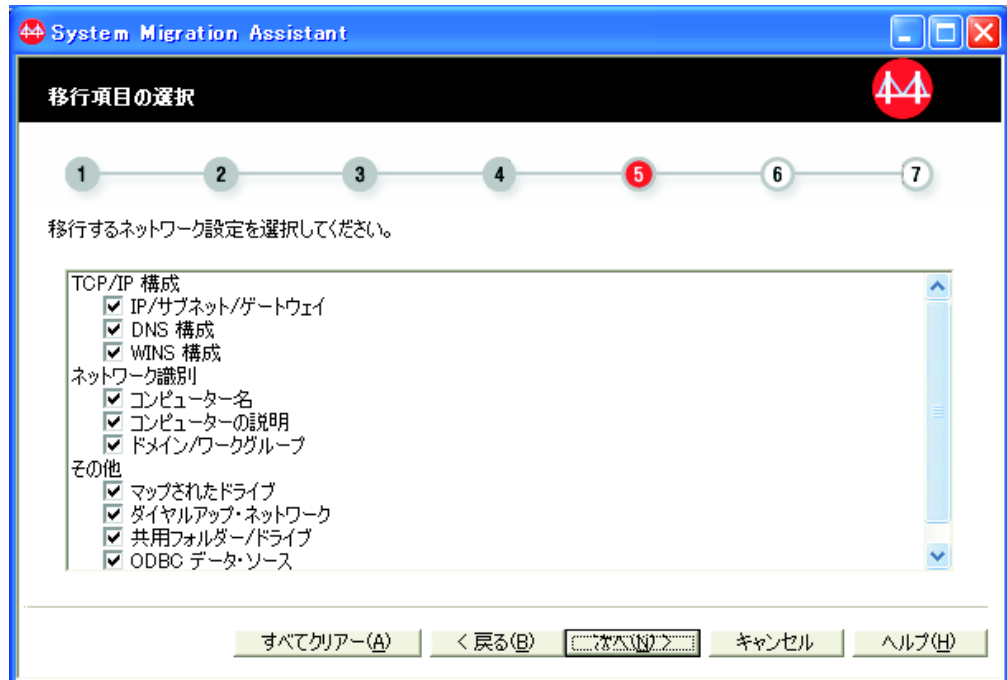 System Migration Assistant
移行項目の選択
1 2 3 4 5 6 7
移行するネットワーク設定を選択してください。
TCP/IP 構成
IP/サブネット/ゲートウェイ
DNS 構成
WINS 構成
ネットワーク識別
コンピューター名
コンピューターの説明
ドメイン/ワークグループ
その他
マップされたドライブ
ダイヤルアップ・ネットワーク
共用フォルダー/ドライブ
ODBC データ・ソース
すべてクリアー(A) < 戻る(B) 次へ(N) > キャンセル ヘルプ(H)